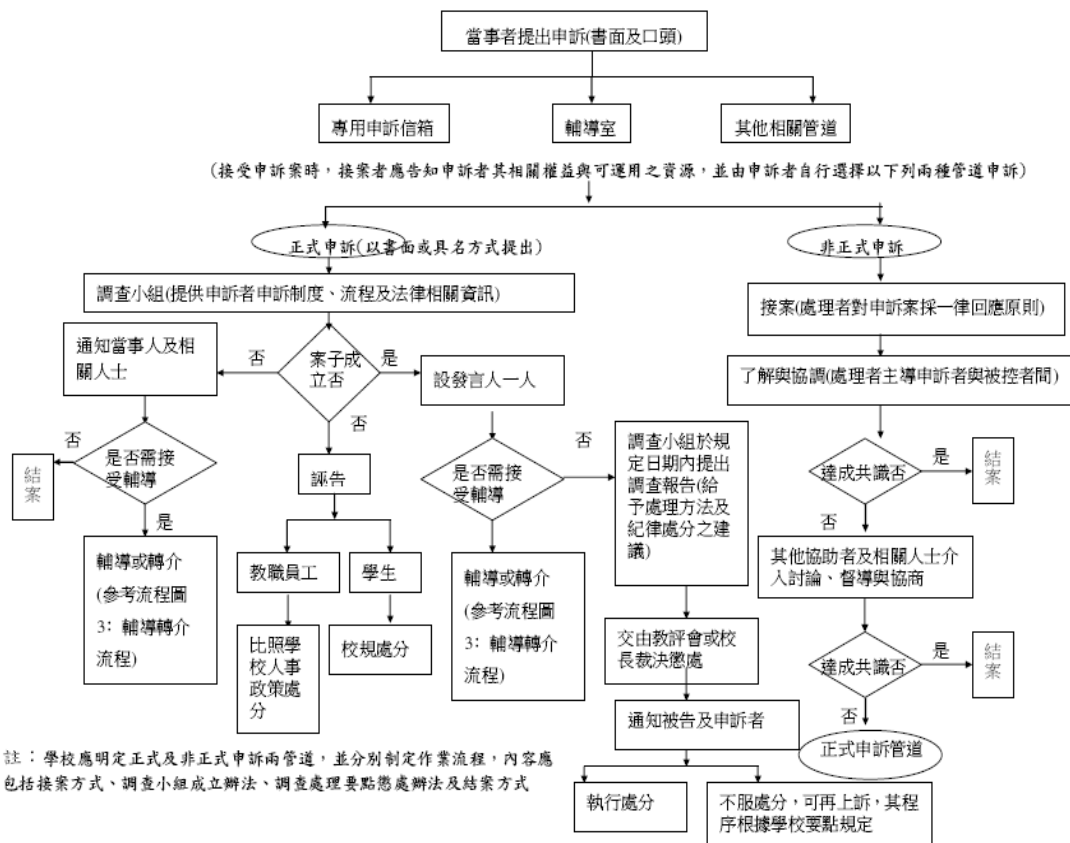 當事者提出申訴(書面及口頭)
專用申訴信箱
輔導室
其他相關管道
(接受申訴案時，接案者應告知申訴者其相關權益與可運用之資源，並由申訴者自行選擇以下列兩種管道申訴)
正式申訴(以書面或具名方式提出)
非正式申訴
調查小組(提供申訴者申訴制度、流程及法律相關資訊)
接案(處理者對申訴案採一律回應原則)
通知當事人及相
關人士
否
案子成
立否
是
設發言人一人
了解與協調(處理者主導申訴者與被控者間)
否
否
是否需接
受輔導
結
案
是
誣告
是否需接
受輔導
否
調查小組於規
定日期內提出
調查報告(給
予處理方法及
紀律處分之建
議)
達成共識否
是
結
案
否
輔導或轉介
(參考流程圖
3：輔導轉介
流程)
教職員工
學生
比照學
校人事
政策處
分
校規處分
輔導或轉介
(參考流程圖
3：輔導轉介
流程)
其他協助者及相關人士介
入討論、督導與協商
交由教評會或校
長裁決懲處
達成共識否
是
結
案
否
通知被告及申訴者
正式申訴管道
註：學校應明定正式及非正式申訴兩管道，並分別制定作業流程，內容應
包括接案方式、調查小組成立辦法、調查處理要點懲處辦法及結案方式
執行處分
不服處分，可再上訴，其程
序根據學校要點規定